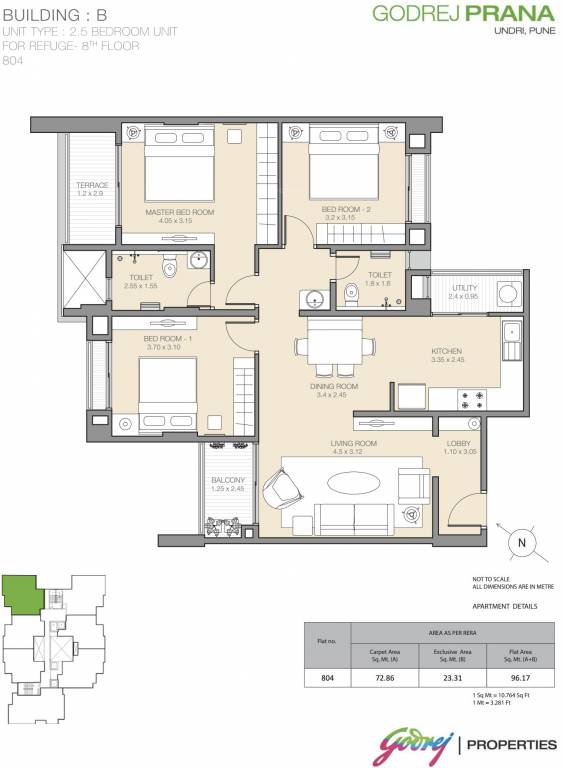 BUILDING : B
UNIT TYPE : 2.5 BEDROOM UNIT
FOR REFUGE- 8TH FLOOR
804
GODREJ PRANA
UNDRI, PUNE
TERRACE
1.2 x 2.9
MASTER BED ROOM
4.05 x 3.15
BED ROOM - 2
3.2 x 3.15
TOILET
2.55 x 1.55
TOILET
1.8 x 1.6
UTILITY
2.4 x 0.95
BED ROOM - 1
3.70 x 3.10
KITCHEN
3.35 x 2.45
DINING ROOM
3.4 x 2.45
LIVING ROOM
4.5 x 3.12
LOBBY
1.10 x 3.05
BALCONY
1.25 x 2.45
N
NOT TO SCALE
ALL DIMENSIONS ARE IN METRE
APARTMENT DETAILS
Flat no.
AREA AS PER RERA
Carpet Area
Sq. Mt. (A)
Exclusive Area
Sq. Mt. (B)
Flat Area
Sq. Mt. (A+B)
804 72.86 23.31 96.17
1 Sq Mt = 10.764 Sq Ft
1 Mt = 3.281 Ft
Godrej | PROPERTIES